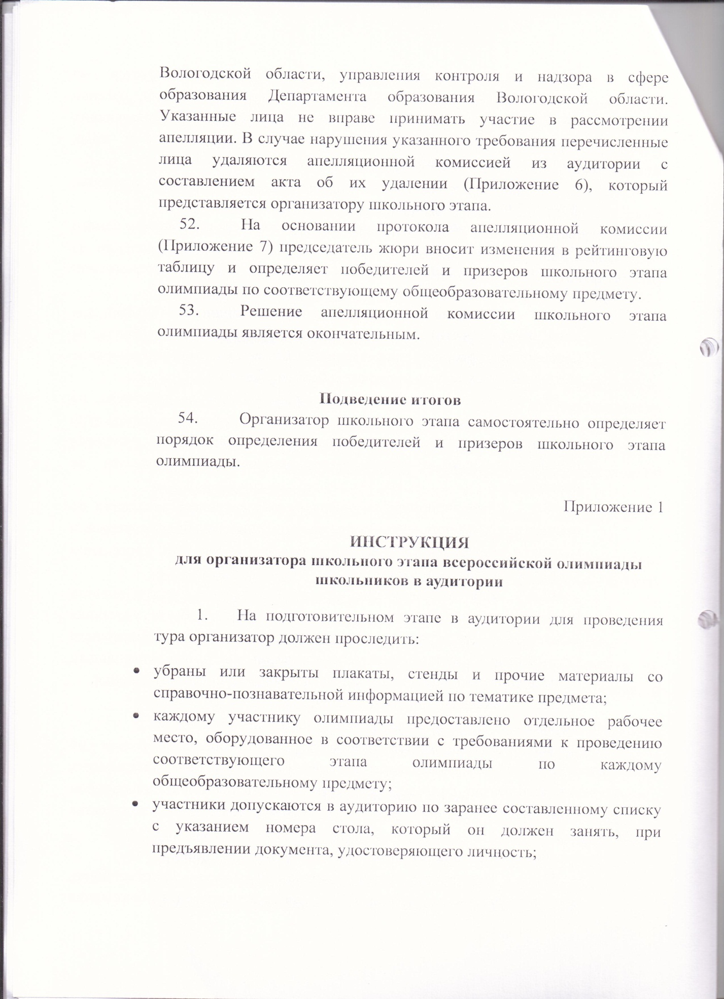 Вологодской области, управления контроля и надзора в сфере
образования Департамента образования Вологодской области.
Указанные лица не вправе принимать участие в рассмотрении
апелляции. В случае нарушения указанного требования перечисленные
лица удаляются апелляционной комиссией из аудитории с
составлением акта об их удалении (Приложение 6), который
представляется организатору школьного этапа.
52. На основании протокола апелляционной комиссии
(Приложение 7) председатель жюри вносит изменения в рейтинговую
таблицу и определяет победителей и призеров школьного этапа
олимпиады по соответствующему общеобразовательному предмету.
53. Решение апелляционной комиссии школьного этапа
олимпиады является окончательным.
Подведение итогов
54. Организатор школьного этапа самостоятельно определяет
порядок определения победителей и призеров школьного этапа
олимпиады.
Приложение 1
ИНСТРУКЦИЯ
для организатора школьного этапа всероссийской олимпиады
школьников в аудитории
1. На подготовительном этапе в аудитории для проведения
тура организатор должен проследить:
• убраны или закрыты плакаты, стенды и прочие материалы со
справочно-познавательной информацией по тематике предмета;
• каждому участнику олимпиады предоставлено отдельное рабочее
место, оборудованное в соответствии с требованиями к проведению
соответствующего этапа олимпиады по каждому
общеобразовательному предмету;
• участники допускаются в аудиторию по заранее составленному списку
с указанием номера стола, который он должен занять, при
предъявлении документа, удостоверяющего личность;